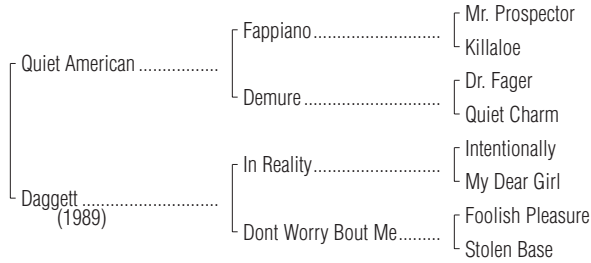 Mr. Prospector
Fappiano
Killaloe
Quiet American
Dr. Fager
Demure
Quiet Charm
Intentionally
In Reality
My Dear Girl
Daggett
(1989)
Foolish Pleasure
Dont Worry Bout Me
Stolen Base